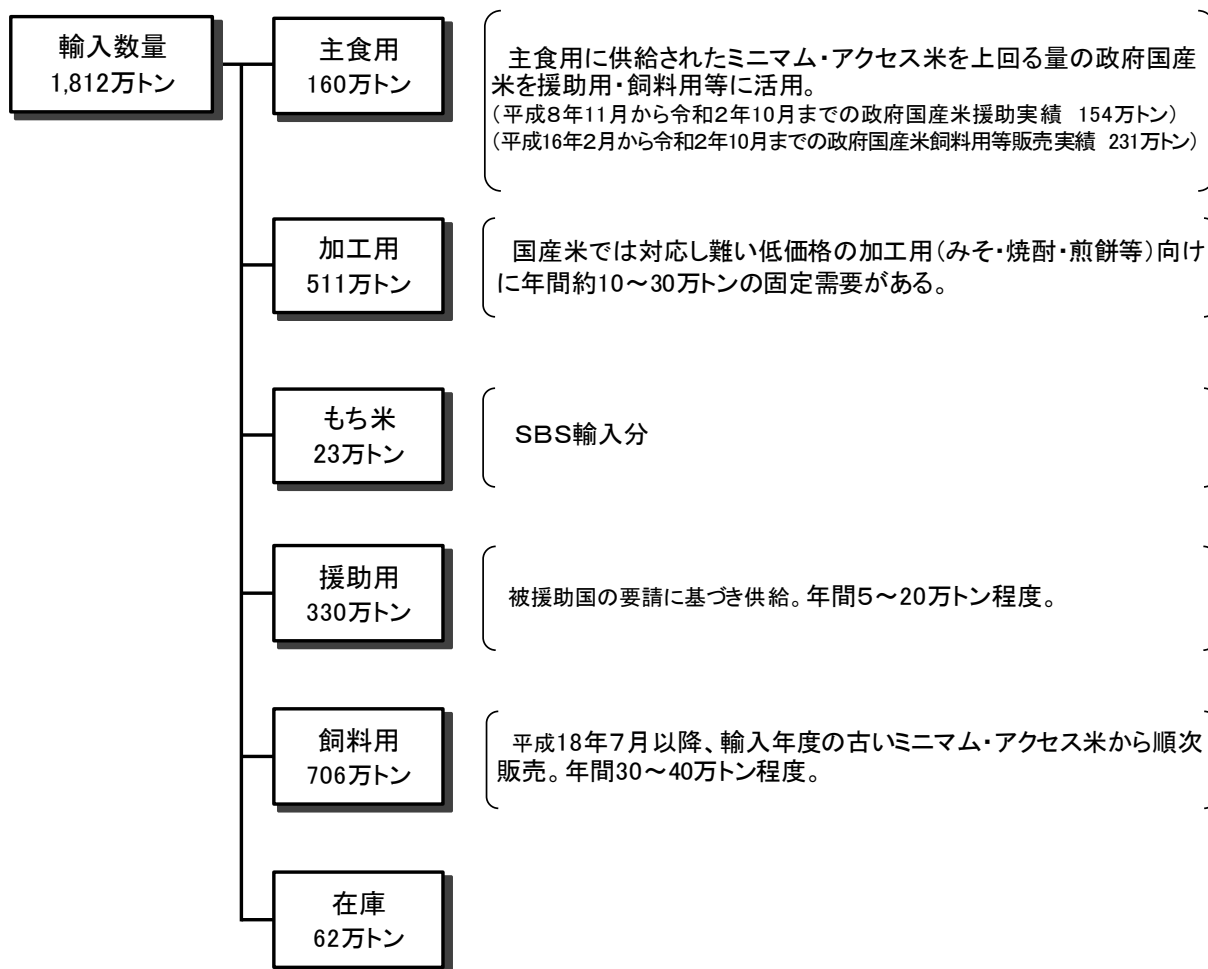 輸入数量
1,812万トン
主食用
160万トン
主食用に供給されたミニマム・アクセス米を上回る量の政府国産
米を援助用・飼料用等に活用。
(平成8年11月から令和2年10月までの政府国産米援助実績 154万トン)
(平成16年2月から令和2年10月までの政府国産米飼料用等販売実績 231万トン)
加工用
511万トン
国産米では対応し難い低価格の加工用(みそ・焼酎・煎餅等)向け
に年間約10～30万トンの固定需要がある。
もち米
23万トン
SBS輸入分
援助用
330万トン
被援助国の要請に基づき供給。年間5～20万トン程度。
飼料用
706万トン
平成18年7月以降、輸入年度の古いミニマム・アクセス米から順次
販売。年間30～40万トン程度。
在庫
62万トン